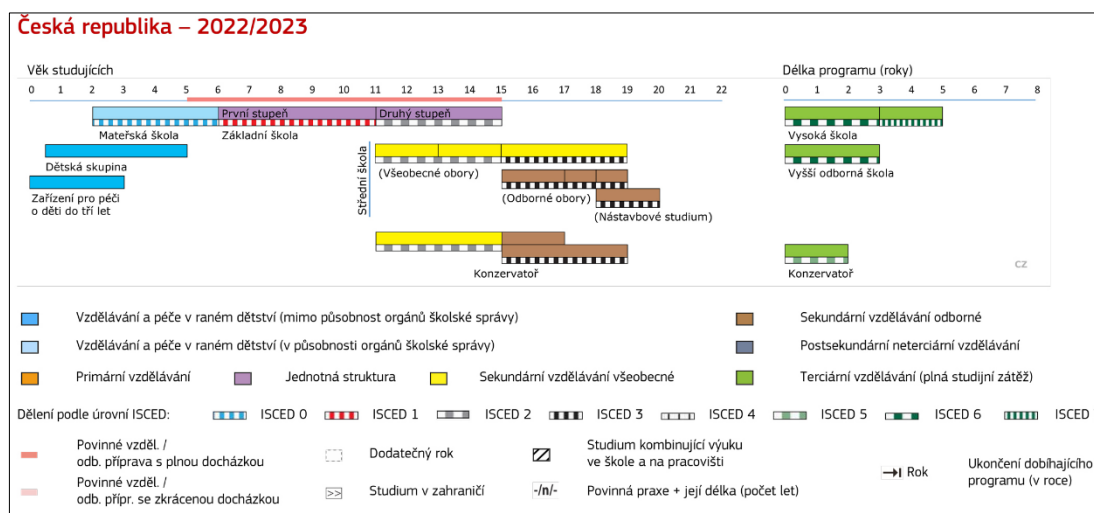 Česká republika – 2022/2023
Věk studujících
Délka programu (roky)
0 1 2 3 4 5 6 7 8 9 10 11 12 13 14 15 16 17 18 19 20 21 22
0 1 2 3 4 5 6 7 8
První stupeň
Druhý stupeň
Mateřská škola
Základní škola
Vysoká škola
Dětská skupina
Střední škola
(Všeobecné obory)
Vyšší odborná škola
Zařízení pro péči
o děti do tří let
(Odborné obory)
(Nástavbové studium)
Konzervatoř
Konzervatoř
CZ
Vzdělávání a péče v raném dětství (mimo působnost orgánů školské správy)
Sekundární vzdělávání odborné
Vzdělávání a péče v raném dětství (v působnosti orgánů školské správy)
Postsekundární neterciární vzdělávání
Primární vzdělávání
Jednotná struktura
Sekundární vzdělávání všeobecné
Terciární vzdělávání (plná studijní zátěž)
Dělení podle úrovní ISCED:
ISCED 0
ISCED 1
ISCED 2
ISCED 3
ISCED 4
ISCED 5
ISCED 6
ISCED
Povinné vzděl. /
odb. příprava s plnou docházkou
Dodatečný rok
Studium kombinující výuku
ve škole a na pracovišti
Rok
Ukončení dobíhajícího
programu (v roce)
Povinné vzděl. /
odb. přípr. se zkrácenou docházkou
>> Studium v zahraničí
-/n/- Povinná praxe + její délka (počet let)